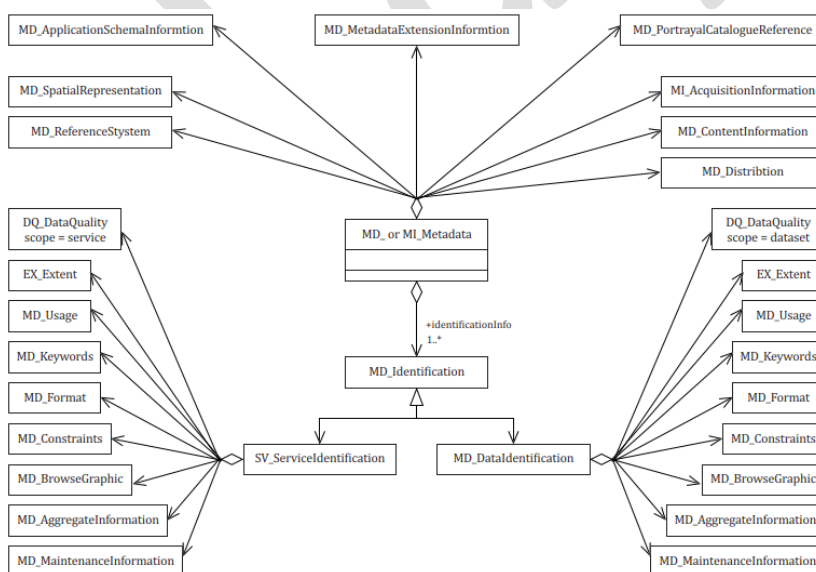 MD_ApplicationSchemaInformtion
MD_MetadataExtensionInformtion
MD_PortrayalCatalogueReference
MD_SpatialRepresentation
MI_AcquisitionInformation
MD_ReferenceStystem
MD_ContentInformation
MD_Distribtion
DQ_DataQuality
scope = service
MD_ or MI_Metadata
DQ_DataQuality
scope = dataset
EX_Extent
EX_Extent
MD_Usage
+identificationInfo
1..*
MD_Usage
MD_Keywords
MD_Identification
MD_Keywords
MD_Format
MD_Format
MD_Constraints
MD_Constraints
SV_ServiceIdentification
MD_DataIdentification
MD_BrowseGraphic
MD_BrowseGraphic
MD_AggregateInformation
MD_AggregateInformation
MD_MaintenanceInformation
MD_MaintenanceInformation